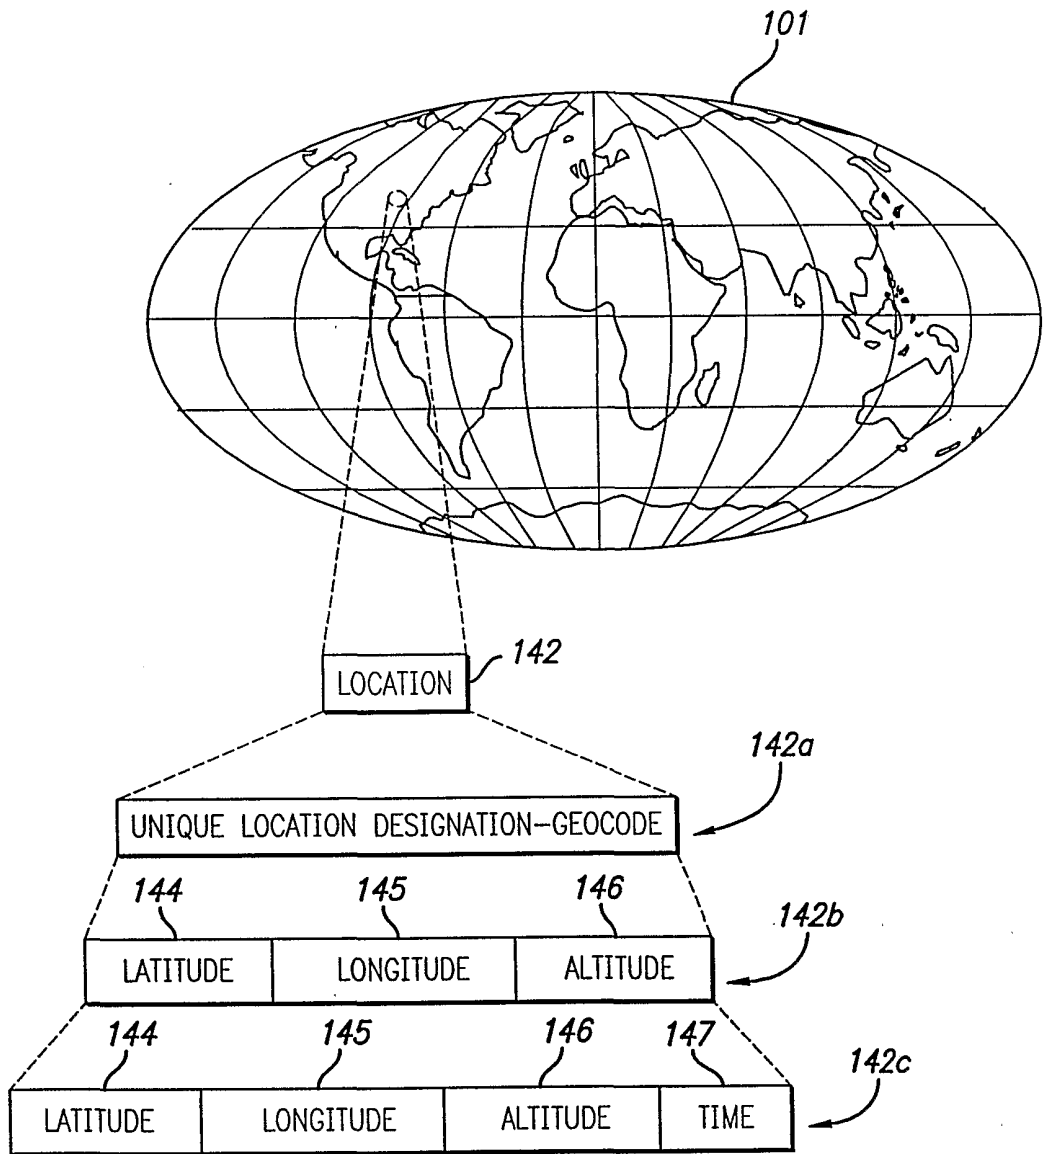 101
142
LOCATION
142a
UNIQUE LOCATION DESIGNATION-GEOCODE
144 145 146
142b
LATITUDE LONGITUDE ALTITUDE
144 145 146 147
142c
LATITUDE LONGITUDE ALTITUDE TIME